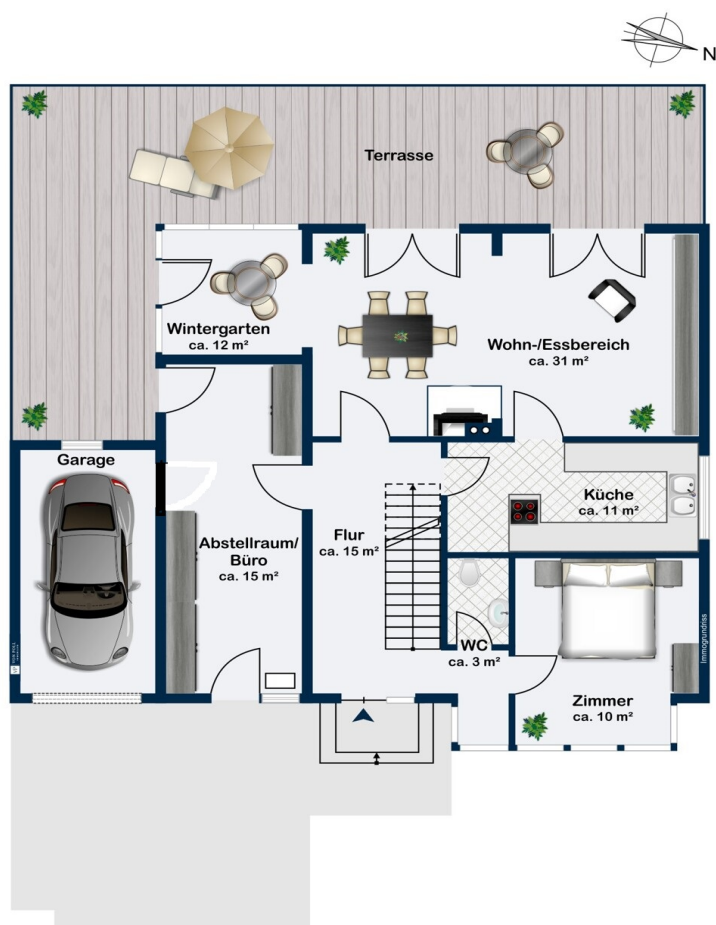 N
Terrasse
Wintergarten
ca. 12 m²
Wohn-/Essbereich
ca. 31 m²
Garage
Küche
ca. 11 m²
Abstellraum/
Büro
ca. 15 m²
Flur
ca. 15 m²
WC
ca. 3 m²
Zimmer
ca. 10 m²
Immogrundriss